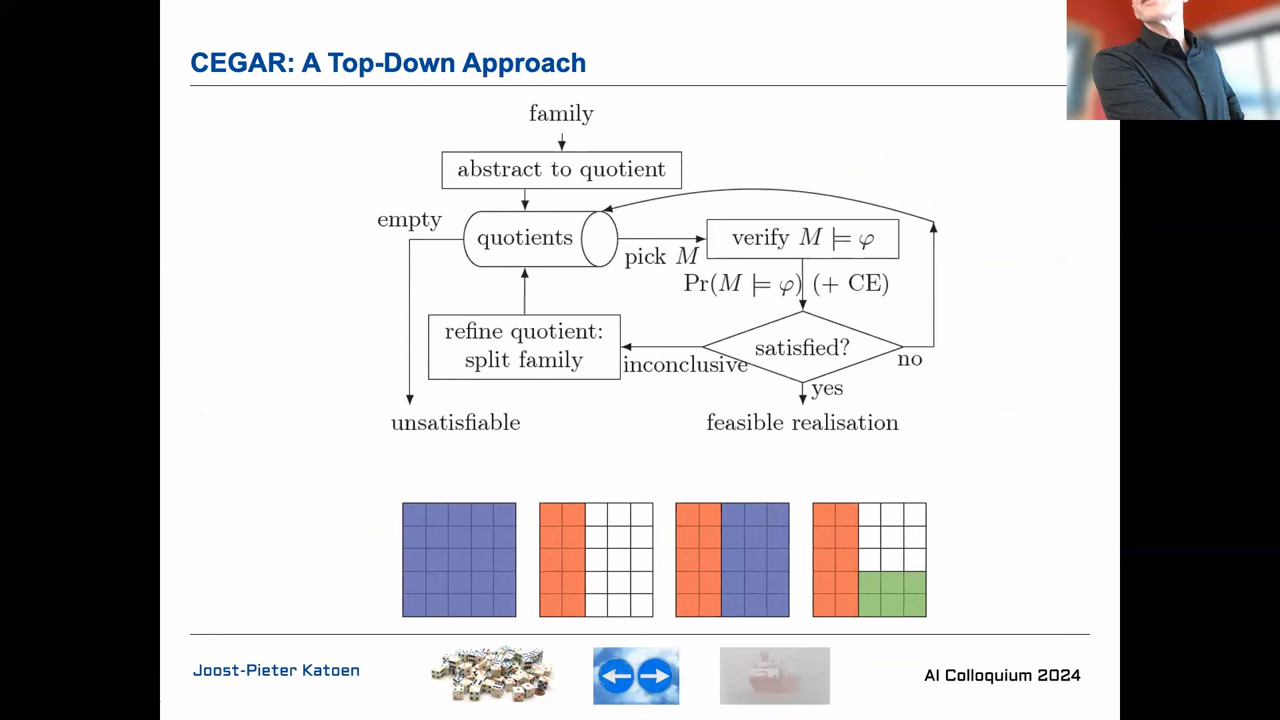 CEGAR: A Top-Down Approach
family
abstract to quotient
empty
quotients
pick M
verify M ⊨ φ
Pr(M ⊨ φ) (+ CE)
refine quotient:
split family
inconclusive
satisfied?
no
yes
unsatisfiable
feasible realisation
Joost-Pieter Katoen
AI Colloquium 2024